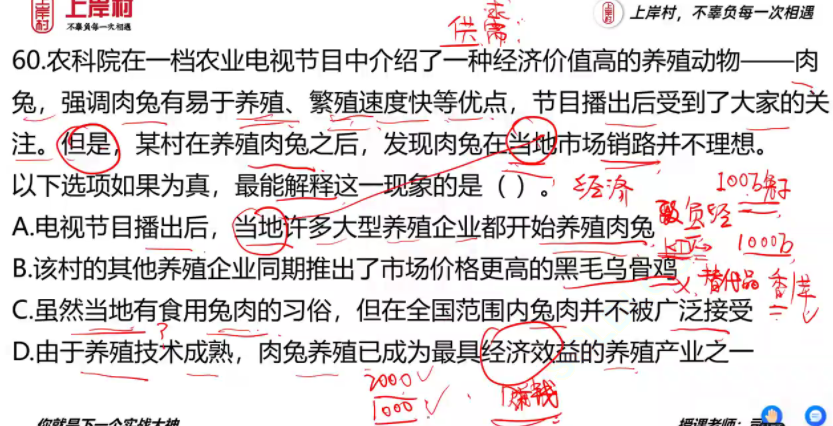 上岸村
不辜负每一次相遇
上岸村，不辜负每一次相遇
供需
60.农科院在一档农业电视节目中介绍了一种经济价值高的养殖动物——肉
兔，强调肉兔有易于养殖、繁殖速度快等优点，节目播出后受到了大家的关
注。但是，某村在养殖肉兔之后，发现肉兔在当地市场销路并不理想。
以下选项如果为真，最能解释这一现象的是（ ）。
经济
100万
A.电视节目播出后，当地许多大型养殖企业都开始养殖肉兔
1000万
B.该村的其他养殖企业同期推出了市场价格更高的黑毛乌骨鸡
替代品
C.虽然当地有食用兔肉的习俗，但在全国范围内兔肉并不被广泛接受
?
D.由于养殖技术成熟，肉兔养殖已成为最具经济效益的养殖产业之一
2000
1000
赚钱
你就是下一个实战大神
授课老师：